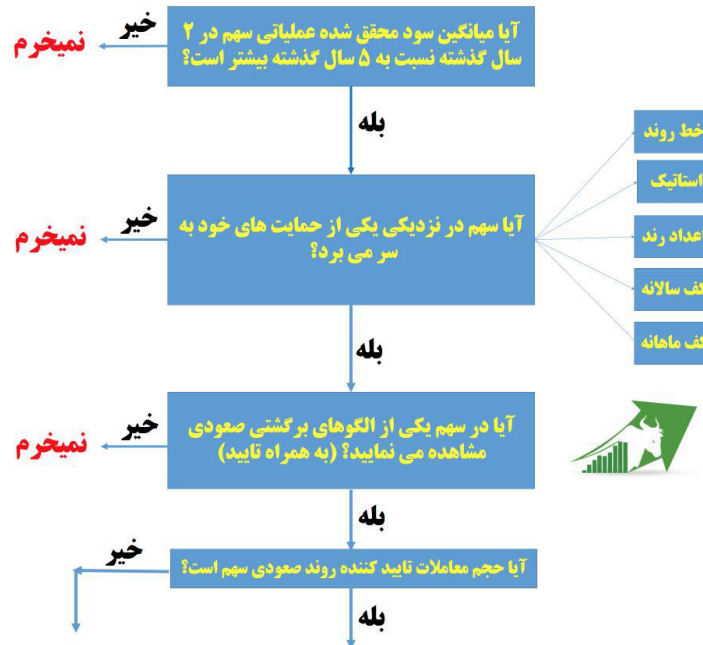 آیا میانگین سود محقق شده عملیاتی سهم در ۲
سال گذشته نسبت به ۵ سال گذشته بیشتر است؟
خیر
نمیخرم
بله
آیا سهم در نزدیکی یکی از حمایت های خود به
سر می برد؟
خط روند
استاتیک
اعداد رند
کف سالانه
کف ماهانه
خیر
نمیخرم
بله
آیا در سهم یکی از الگوهای برگشتی صعودی
مشاهده می نمایید؟ (به همراه تایید)
خیر
نمیخرم
بله
آیا حجم معاملات تایید کننده روند صعودی سهم است؟
خیر
بله